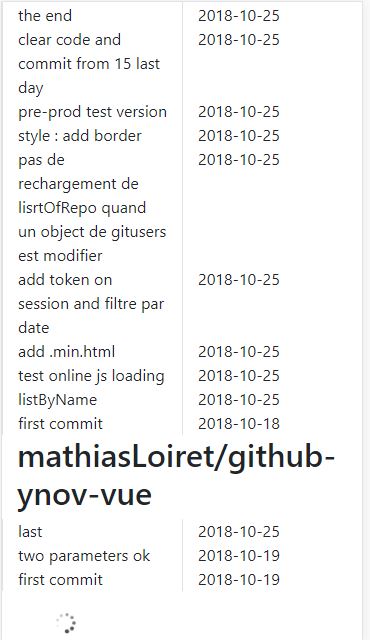 the end 2018-10-25
clear code and 2018-10-25
commit from 15 last
day
pre-prod test version 2018-10-25
style : add border 2018-10-25
pas de 2018-10-25
rechargement de
lisrtOfRepo quand
un object de gitusers
est modifier
add token on 2018-10-25
session and filtre par
date
add .min.html 2018-10-25
test online js loading 2018-10-25
listByName 2018-10-25
first commit 2018-10-18
mathiasLoiret/github-
ynov-vue
last 2018-10-25
two parameters ok 2018-10-19
first commit 2018-10-19